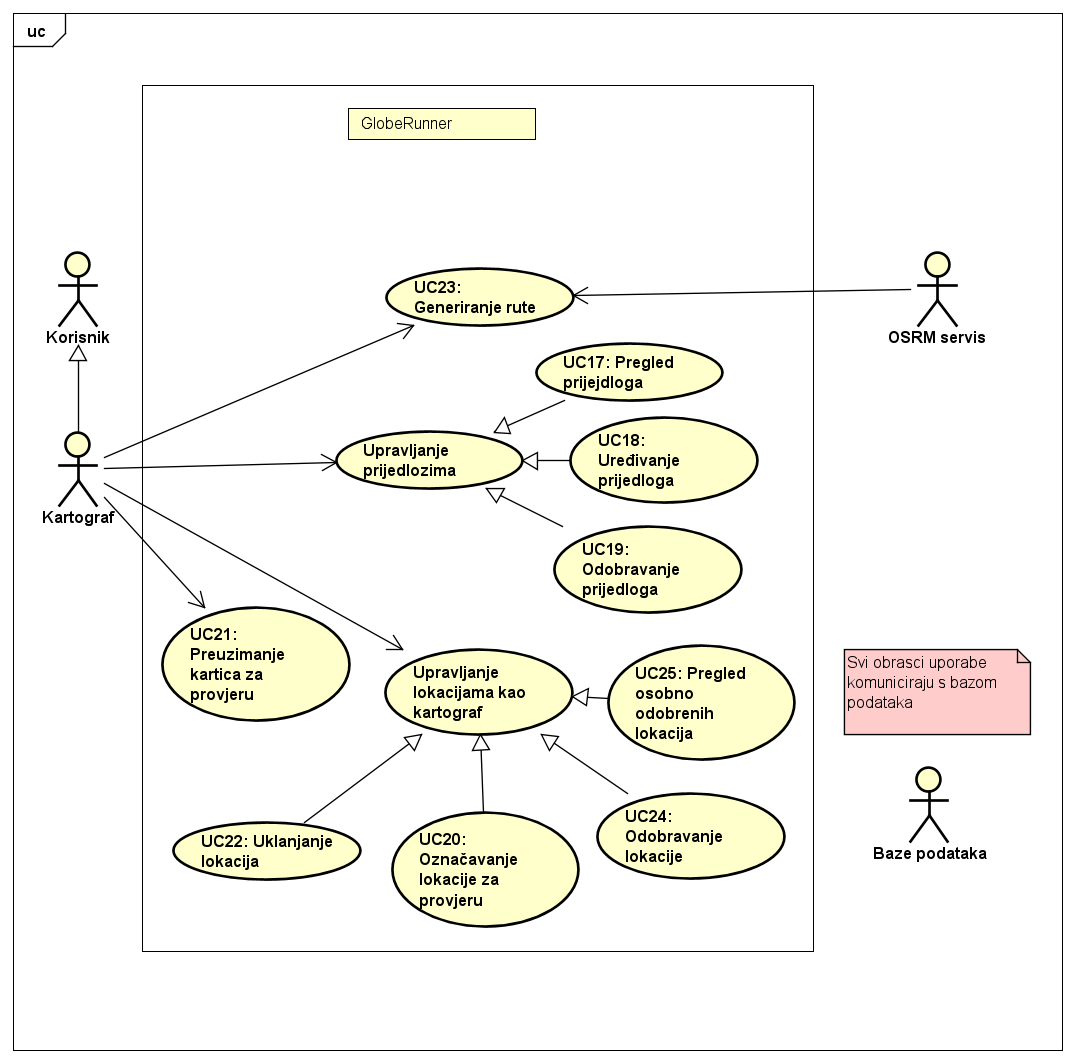 uc
GlobeRunner
Korisnik
UC23:
Generiranje rute
OSRM servis
UC17: Pregled
prijejdloga
Kartograf
Upravljanje
prijedlozima
UC18:
Uređivanje
prijedloga
UC19:
Odobravanje
prijedloga
UC21:
Preuzimanje
kartica za
provjeru
Upravljanje
lokacijama kao
kartograf
UC25: Pregled
osobno
odobrenih
lokacija
Svi obrasci uporabe
komuniciraju s bazom
podataka
UC22: Uklanjanje
lokacija
UC20:
Označavanje
lokacije za
provjeru
UC24:
Odobravanje
lokacije
Baze podataka